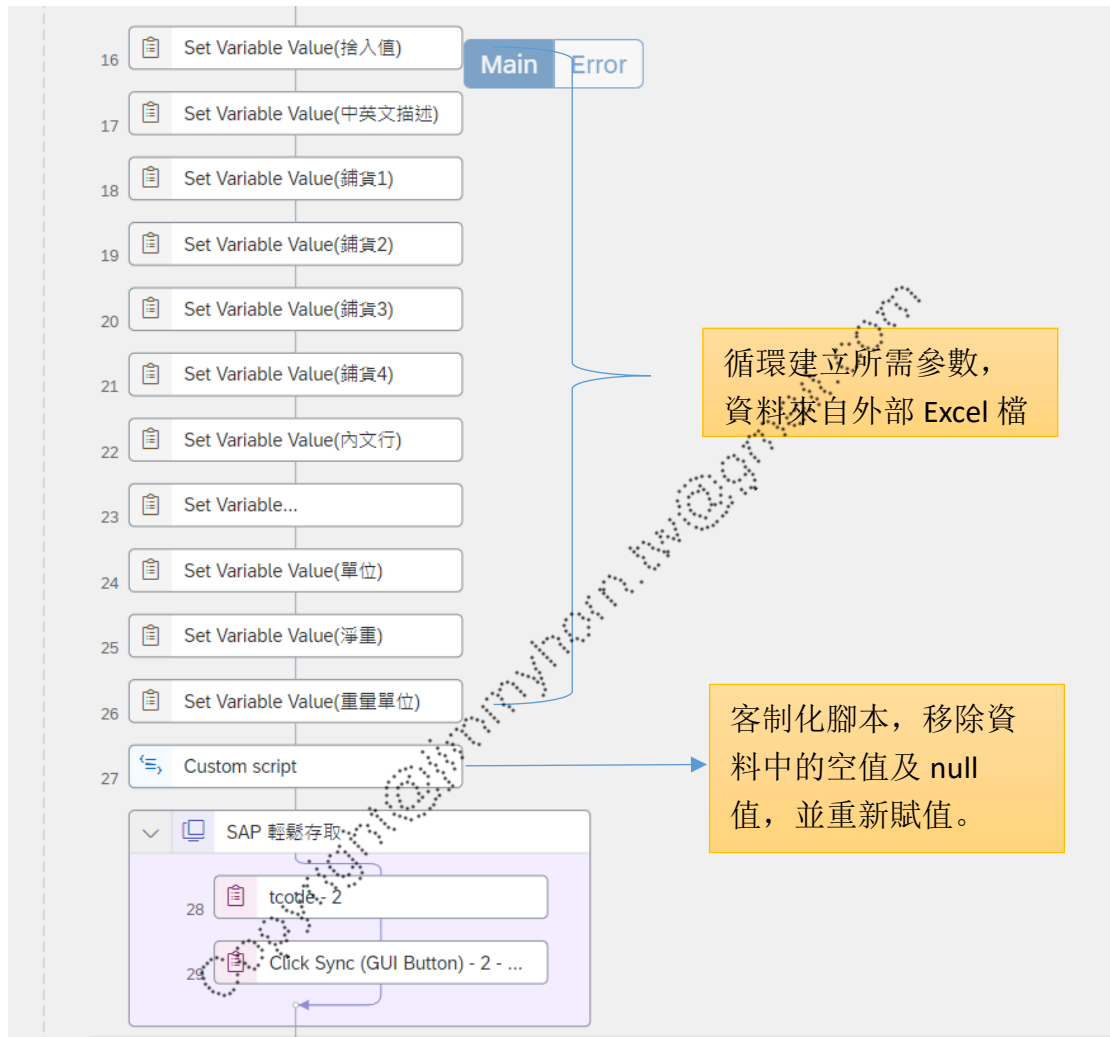 16 Set Variable Value(捨入值)
Main Error
17 Set Variable Value(中英文描述)
18 Set Variable Value(鋪貨1)
19 Set Variable Value(鋪貨2)
20 Set Variable Value(鋪貨3)
21 Set Variable Value(鋪貨4)
循環建立所需參數，
資料來自外部 Excel 檔
22 Set Variable Value(內文行)
23 Set Variable...
24 Set Variable Value(單位)
25 Set Variable Value(淨重)
26 Set Variable Value(重量單位)
客制化腳本，移除資
料中的空值及 null
值，並重新賦值。
27 Custom script
SAP 輕鬆存取
28 tcode - 2
29 Click Sync (GUI Button) - 2 - ...